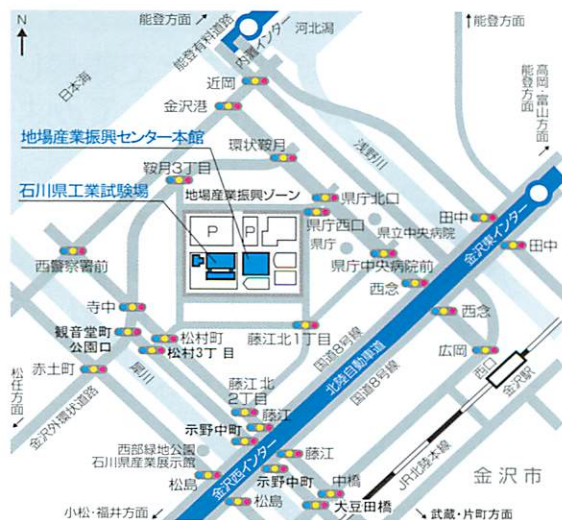 N
能登方面
能登有料道路
内灘インター
河北潟
能登方面
高岡・富山方面
能登方面
日本海
近岡
金沢港
浅野川
地場産業振興センター本館
環状鞍月
鞍月3丁目
石川県工業試験場
地場産業振興ゾーン
県庁北口
P
P
県庁西口
県庁
県立中央病院
田中
金沢東インター
田中
西警察署前
県庁中央病院前
西念
寺中
西念
観音堂町
公園口
松村町
松村3丁目
藤江北1丁目
国道8号線
北陸自動車道
国道8号線
広岡
西口
金沢駅
赤土町
松任方面
金沢外環状道路
犀川
藤江北
2丁目
藤江
示野中町
西部緑地公園
石川県産業展示館
金沢西インター
藤江
松島
示野中町
中橋
JR北陸本線
金沢市
松島
大豆田橋
小松・福井方面
武蔵・片町方面